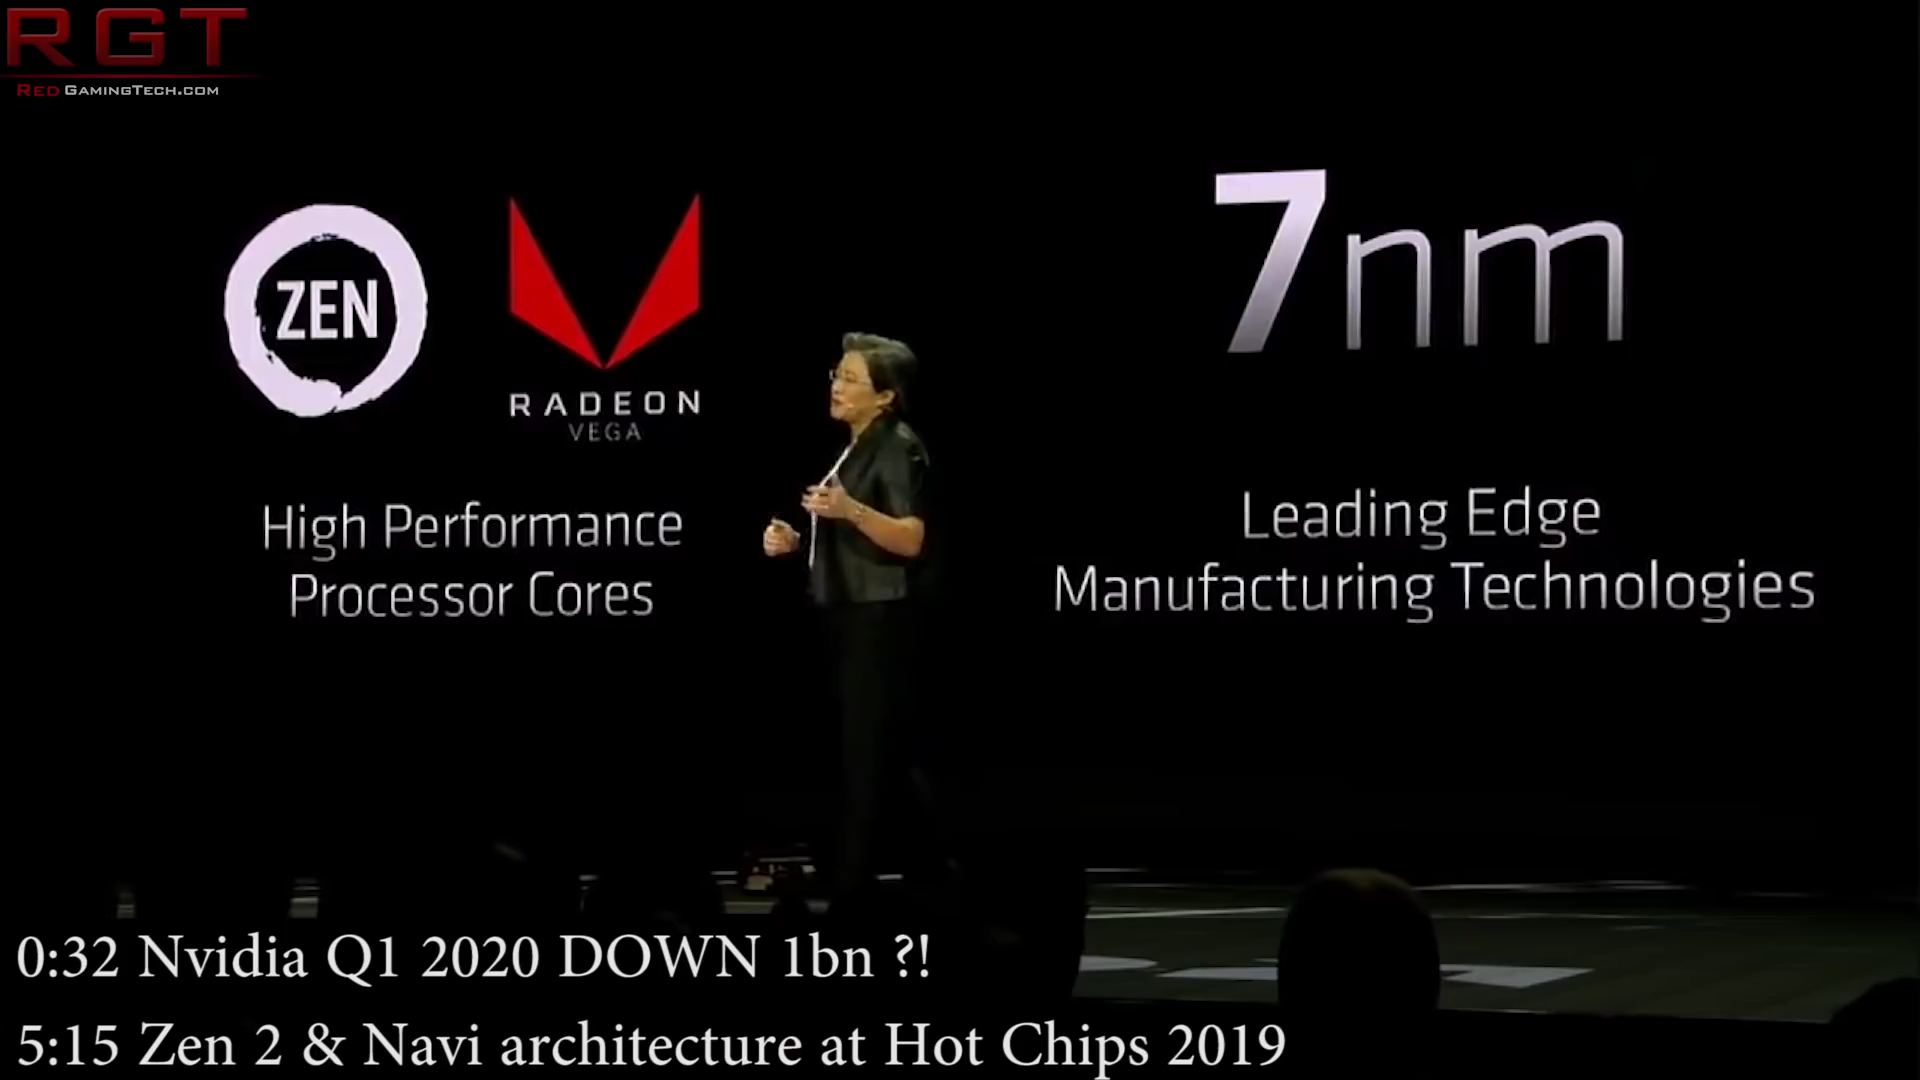 RGT
RedGamingTech.com
ZEN
RADEON
VEGA
High Performance
Processor Cores
7nm
Leading Edge
Manufacturing Technologies
0:32 Nvidia Q1 2020 DOWN 1bn ?!
5:15 Zen 2 & Navi architecture at Hot Chips 2019